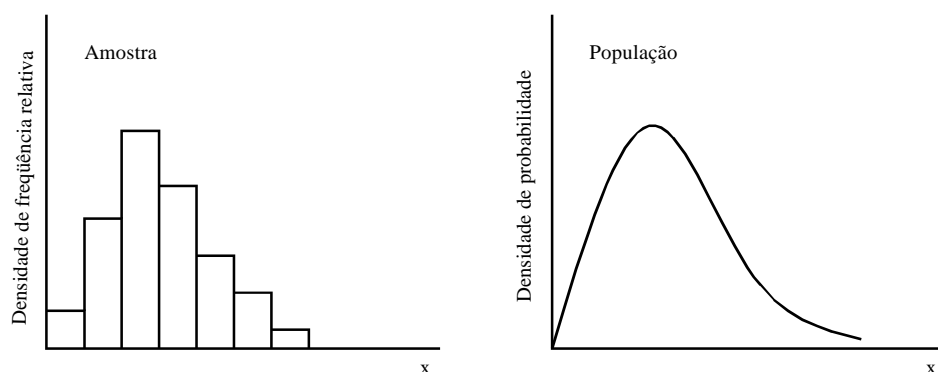 Amostra
Densidade de freqüência relativa
x
População
Densidade de probabilidade
x